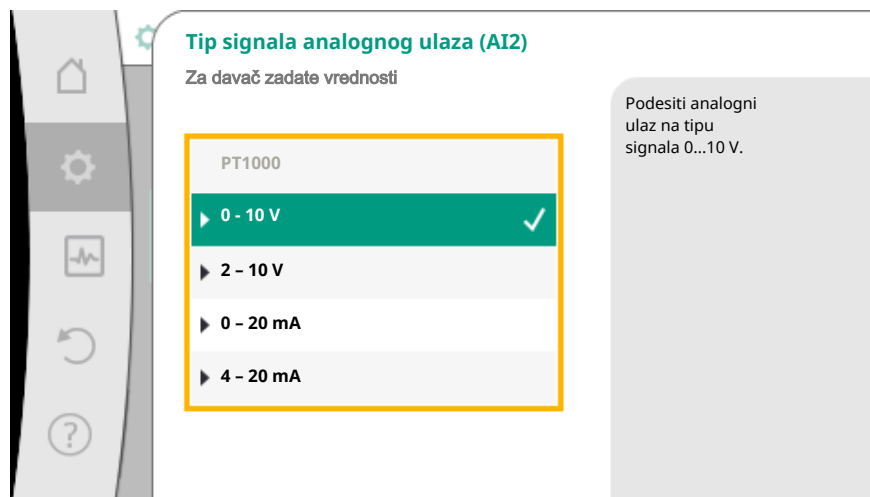 Tip signala analognog ulaza (AI2)
Za davač zadate vrednosti
PT1000
0 - 10 V
2 – 10 V
0 – 20 mA
4 – 20 mA
Podesiti analogni
ulaz na tipu
signala 0...10 V.
?